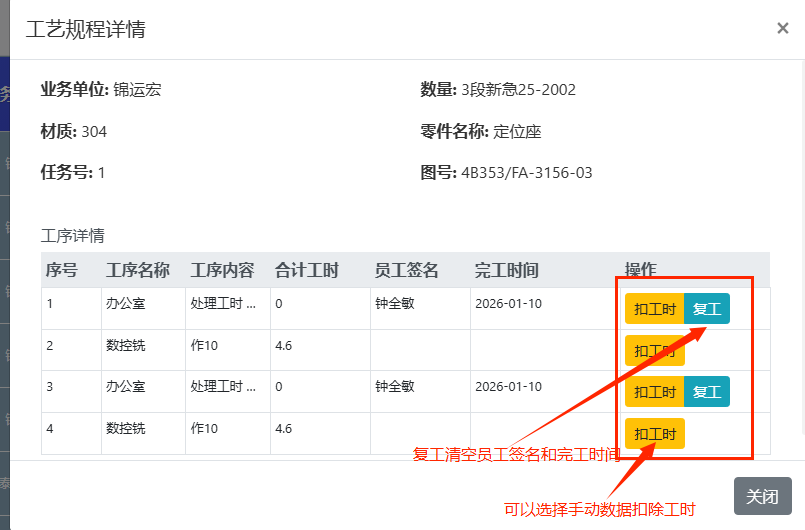 工艺规程详情 ×
业务单位: 锦运宏 数量: 3段新急25-2002
材质: 304 零件名称: 定位座
任务号: 1 图号: 4B353/FA-3156-03
工序详情
序号 工序名称 工序内容 合计工时 员工签名 完工时间 操作
1 办公室 处理工时 ... 0 钟全敏 2026-01-10 扣工时 复工
2 数控铣 作10 4.6 扣工时
3 办公室 处理工时 ... 0 钟全敏 2026-01-10 扣工时 复工
4 数控铣 作10 4.6 扣工时
复工清空员工签名和完工时间
可以选择手动数据扣除工时
关闭